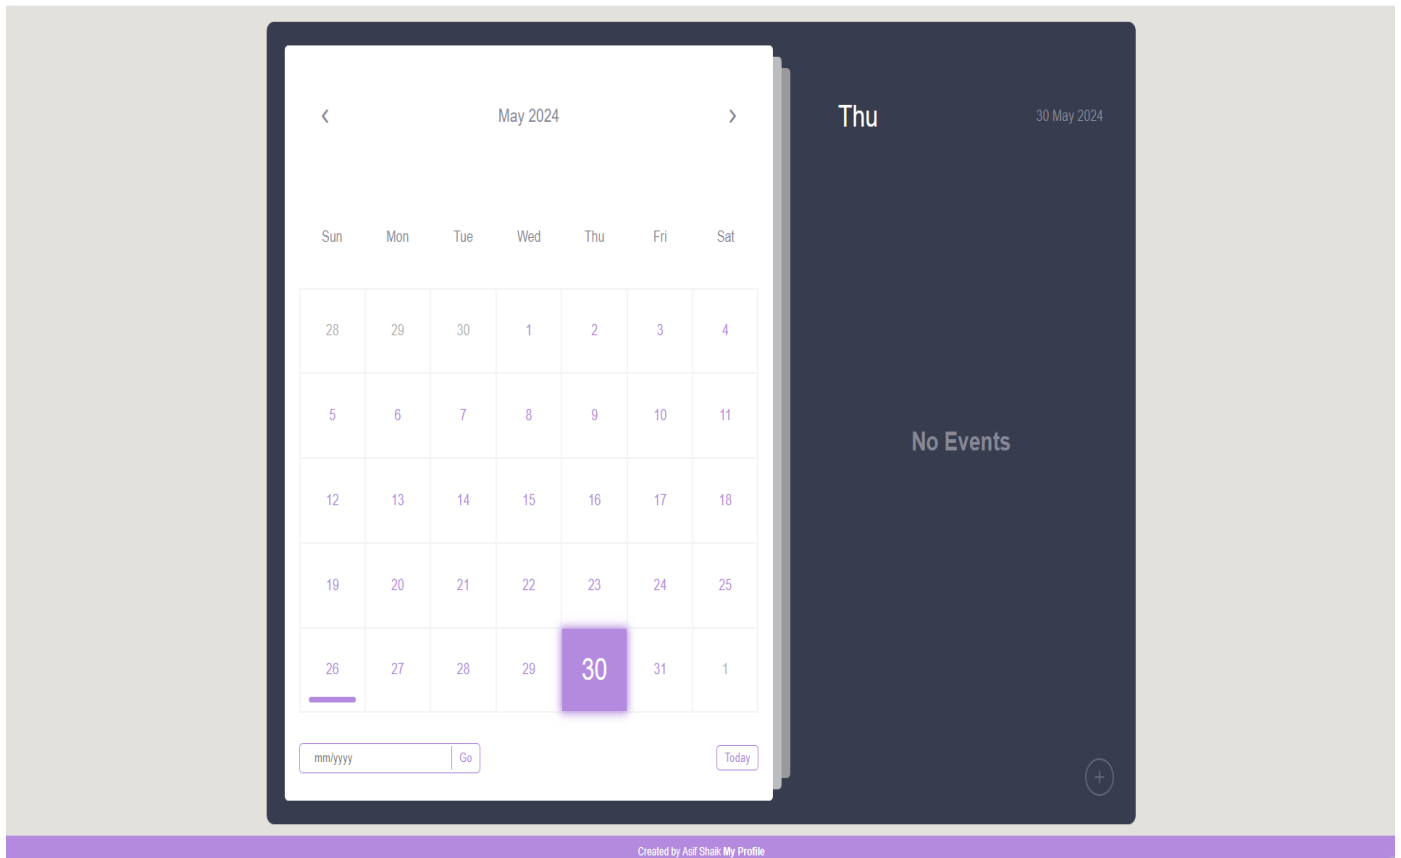 May 2024
Thu
30 May 2024
Sun Mon Tue Wed Thu Fri Sat
28 29 30 1 2 3 4
5 6 7 8 9 10 11
No Events
12 13 14 15 16 17 18
19 20 21 22 23 24 25
26 27 28 29 30 31 1
mm/yyyy Go Today
+
Created by Asif Shaik My Profile